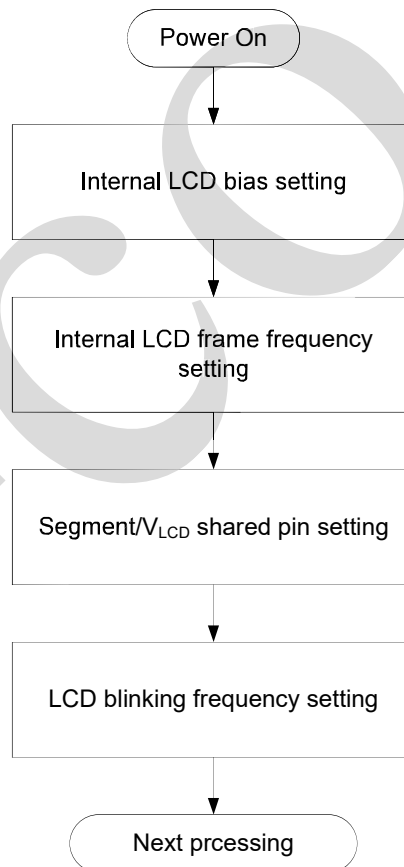 Power On
Internal LCD bias setting
Internal LCD frame frequency
setting
Segment/VLCD shared pin setting
LCD blinking frequency setting
Next prcessing